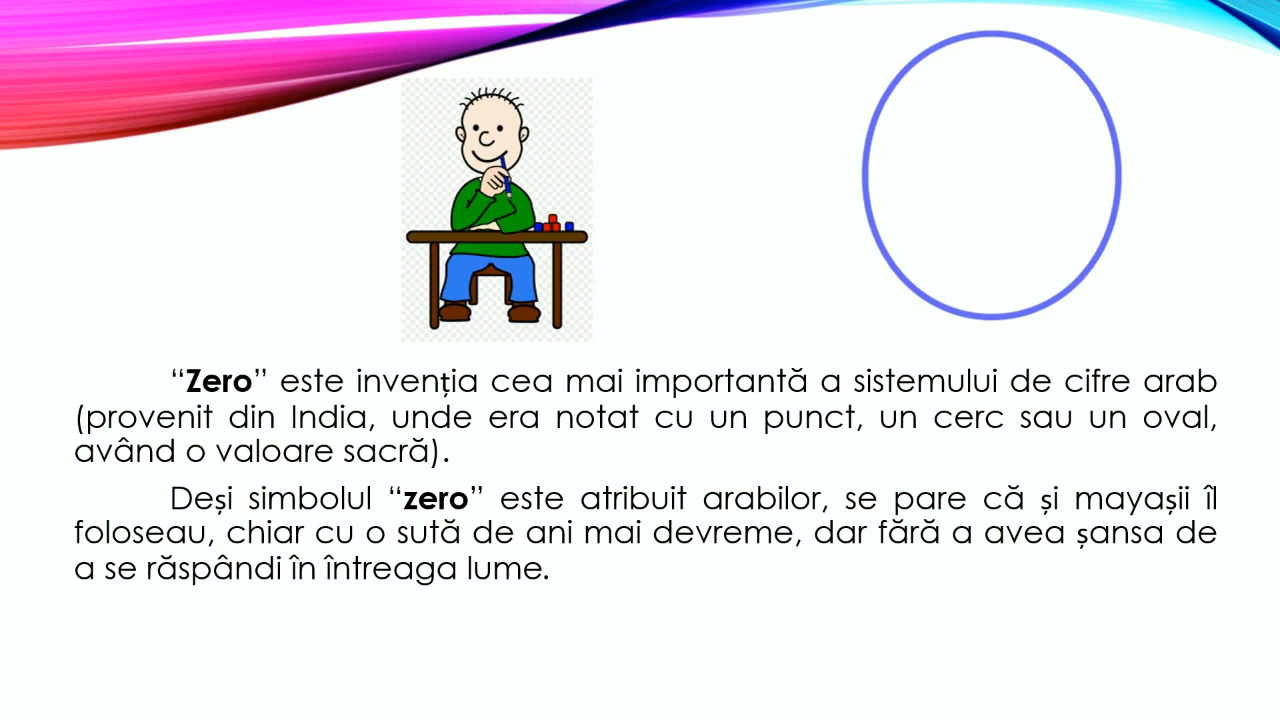 “Zero” este invenția cea mai importantă a sistemului de cifre arab
(provenit din India, unde era notat cu un punct, un cerc sau un oval,
având o valoare sacră).
Deși simbolul “zero” este atribuit arabilor, se pare că și mayașii îl
foloseau, chiar cu o sută de ani mai devreme, dar fără a avea șansa de
a se răspândi în întreaga lume.